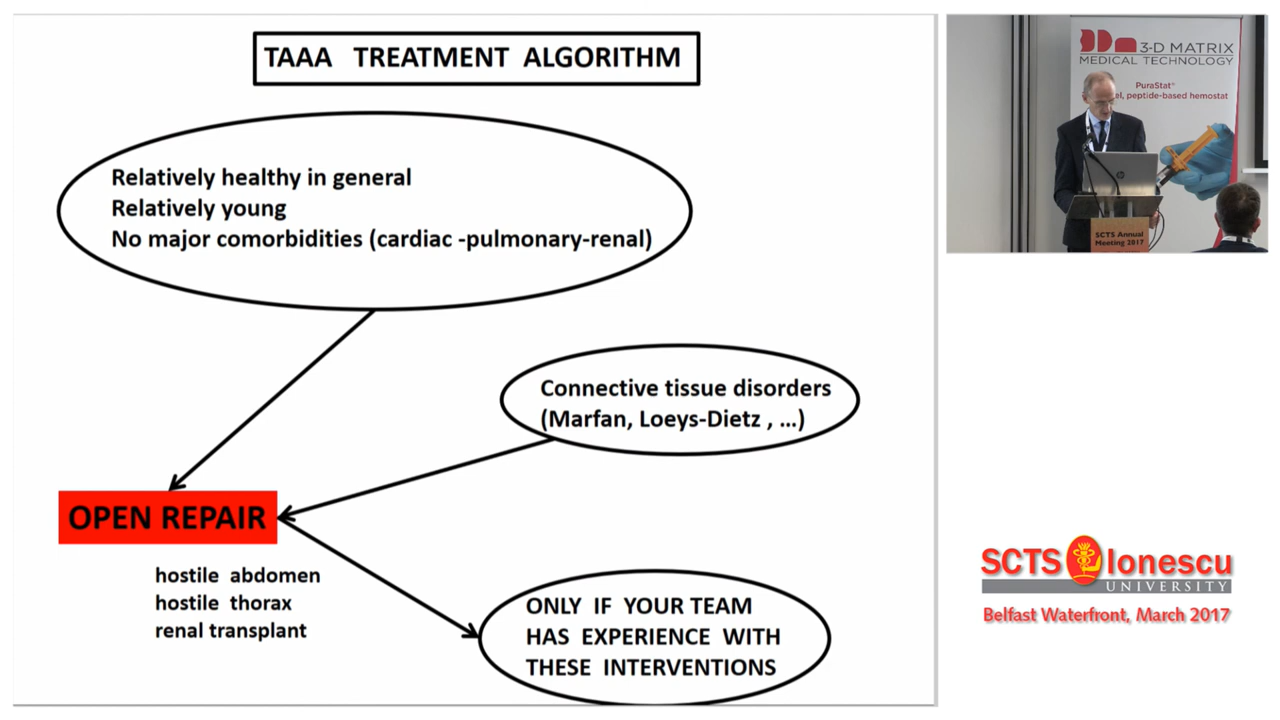 TAAA TREATMENT ALGORITHM
Relatively healthy in general
Relatively young
No major comorbidities (cardiac -pulmonary-renal)
Connective tissue disorders
(Marfan, Loeys-Dietz , ...)
OPEN REPAIR
hostile abdomen
hostile thorax
renal transplant
ONLY IF YOUR TEAM
HAS EXPERIENCE WITH
THESE INTERVENTIONS
3-D MATRIX
MEDICAL TECHNOLOGY
PuraStat®
peptide-based hemostat
hp
SCTS Annual
Meeting 2017
SCTS Ionescu
UNIVERSITY
Belfast Waterfront, March 2017